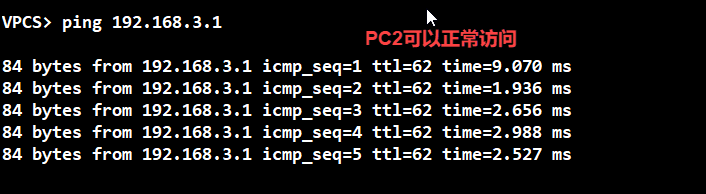 VPCS> ping 192.168.3.1
PC2可以正常访问
84 bytes from 192.168.3.1 icmp_seq=1 ttl=62 time=9.070 ms
84 bytes from 192.168.3.1 icmp_seq=2 ttl=62 time=1.936 ms
84 bytes from 192.168.3.1 icmp_seq=3 ttl=62 time=2.656 ms
84 bytes from 192.168.3.1 icmp_seq=4 ttl=62 time=2.988 ms
84 bytes from 192.168.3.1 icmp_seq=5 ttl=62 time=2.527 ms